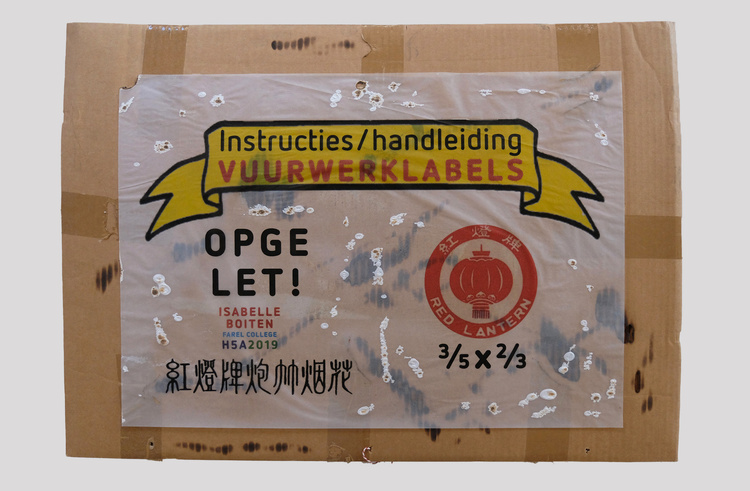 Instructies/handleiding
VUURWERKLABELS
OPGE
LET!
ISABELLE
BOITEN
FAREL COLLEGE
H5A2019
紅燈牌炮竹烟花
紅燈牌
RED LANTERN
3/5 x 2/3